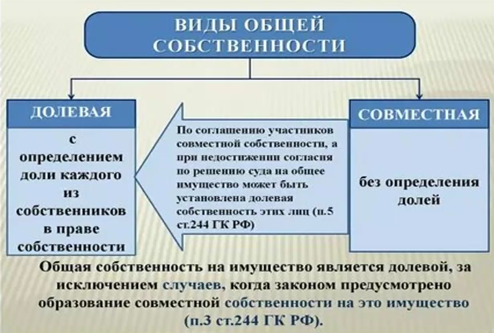 ВИДЫ ОБЩЕЙ
СОБСТВЕННОСТИ
ДОЛЕВАЯ
с
определением
доли каждого
из
собственников
в праве
собственности
По соглашению участников
совместной собственности, а
при недостижении согласия
по решению суда на общее
имущество может быть
установлена долевая
собственность этих лиц (п.5
ст.244 ГК РФ)
СОВМЕСТНАЯ
без определения
долей
Общая собственность на имущество является долевой, за
исключением случаев, когда законом предусмотрено
образование совместной собственности на это имущество
(п.3 ст.244 ГК РФ).